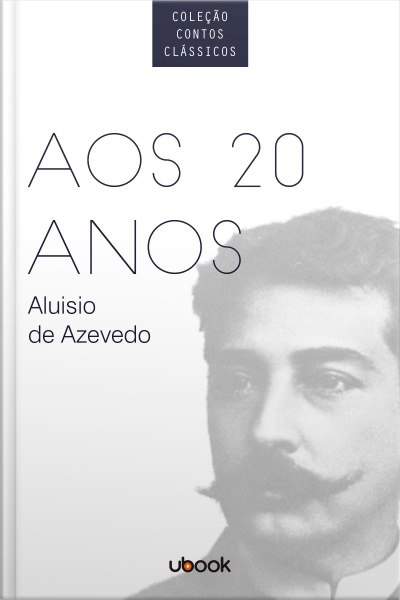 COLEÇÃO
CONTOS
CLÁSSICOS
AOS 20
ANOS
Aluisio
de Azevedo
ubook